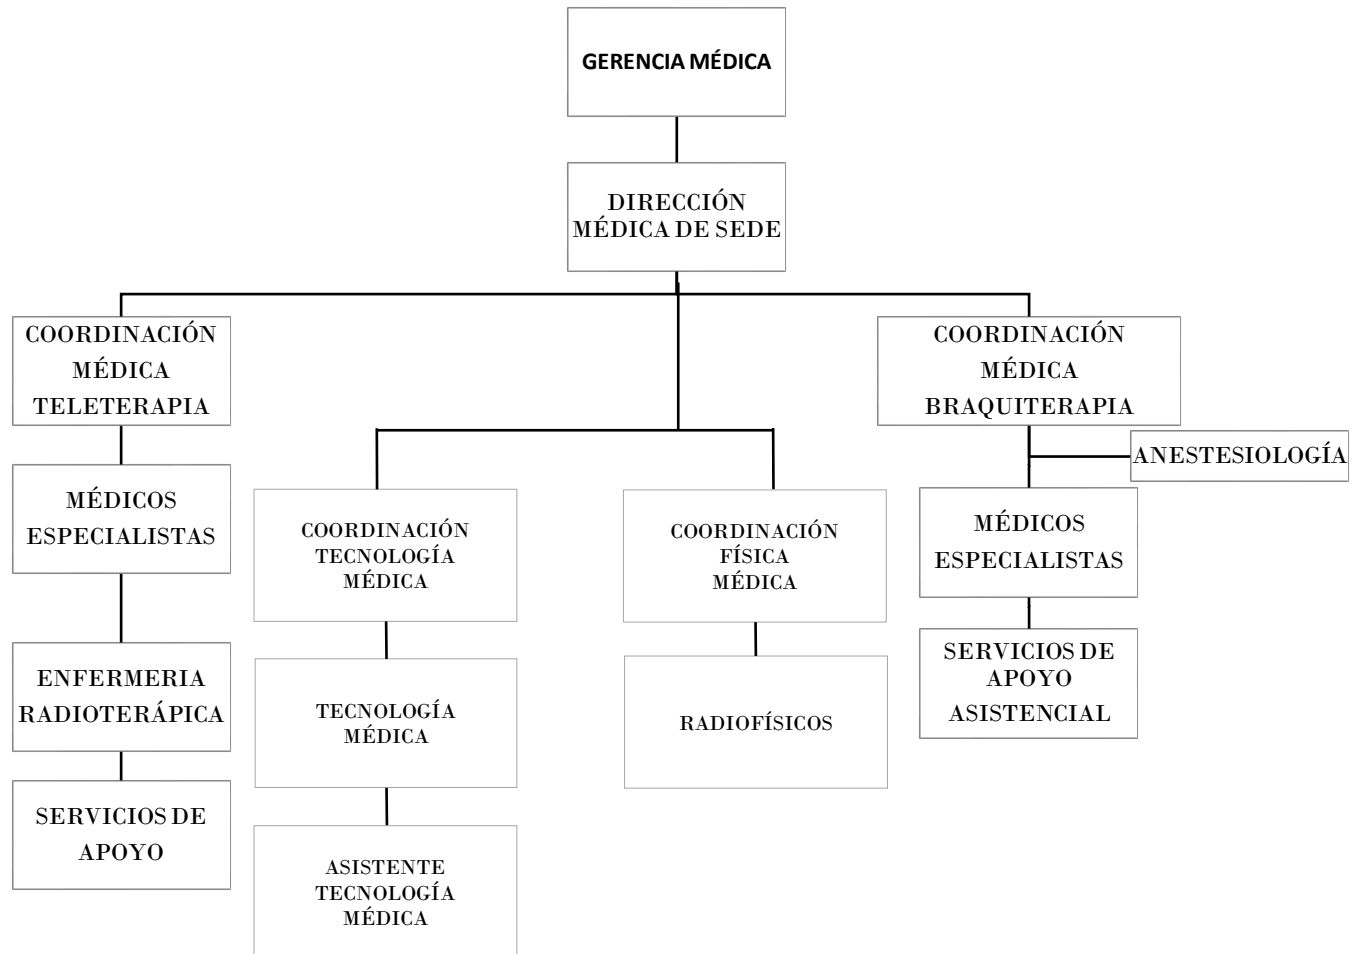 GERENCIA MÉDICA
DIRECCIÓN
MÉDICA DE SEDE
COORDINACIÓN
MÉDICA
TELETERAPIA
COORDINACIÓN
MÉDICA
BRAQUITERAPIA
ANESTESIOLOGÍA
MÉDICOS
ESPECIALISTAS
COORDINACIÓN
TECNOLOGÍA
MÉDICA
COORDINACIÓN
FÍSICA
MÉDICA
MÉDICOS
ESPECIALISTAS
ENFERMERIA
RADIOTERÁPICA
TECNOLOGÍA
MÉDICA
RADIOFÍSICOS
SERVICIOS DE
APOYO
ASISTENCIAL
SERVICIOS DE
APOYO
ASISTENTE
TECNOLOGÍA
MÉDICA